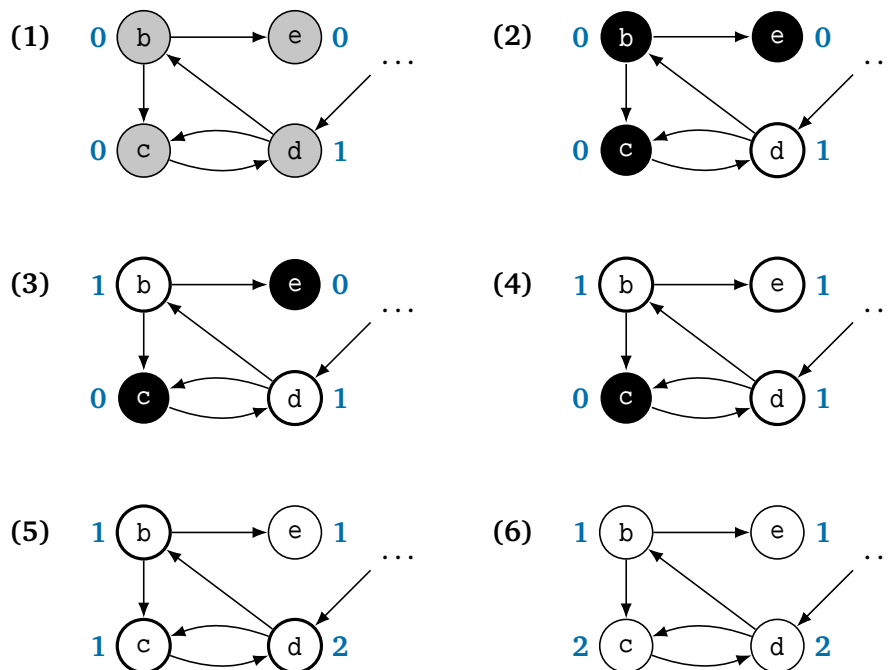 (1) 0 b e 0 ...
0 c d 1
(2) 0 b e 0 ..
0 c d 1
(3) 1 b e 0 ...
0 c d 1
(4) 1 b e 1 ..
0 c d 1
(5) 1 b e 1 ...
1 c d 2
(6) 1 b e 1 ..
2 c d 2